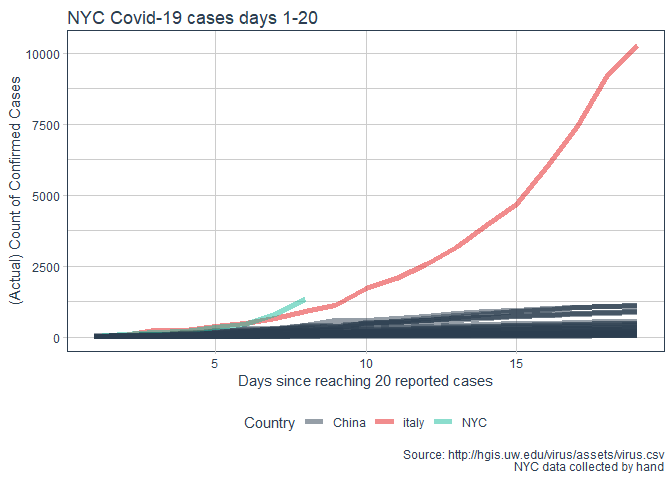 NYC Covid-19 cases days 1-20
(Actual) Count of Confirmed Cases
10000
7500
5000
2500
0
5 10 15
Days since reaching 20 reported cases
Country China italy NYC
Source: http://hgis.uw.edu/virus/assets/virus.csv
NYC data collected by hand